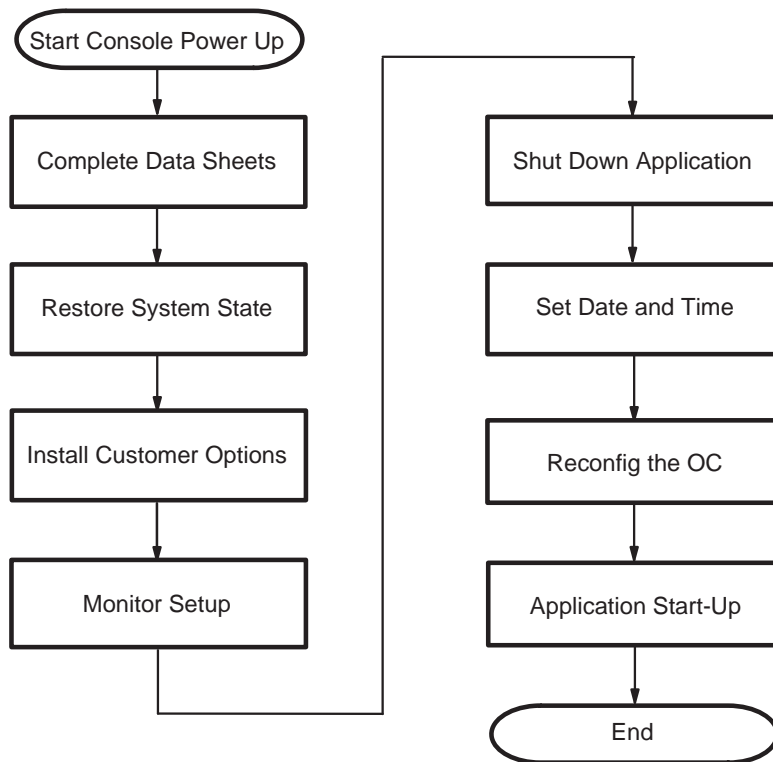 Start Console Power Up
Complete Data Sheets
Restore System State
Install Customer Options
Monitor Setup
Shut Down Application
Set Date and Time
Reconfig the OC
Application Start-Up
End